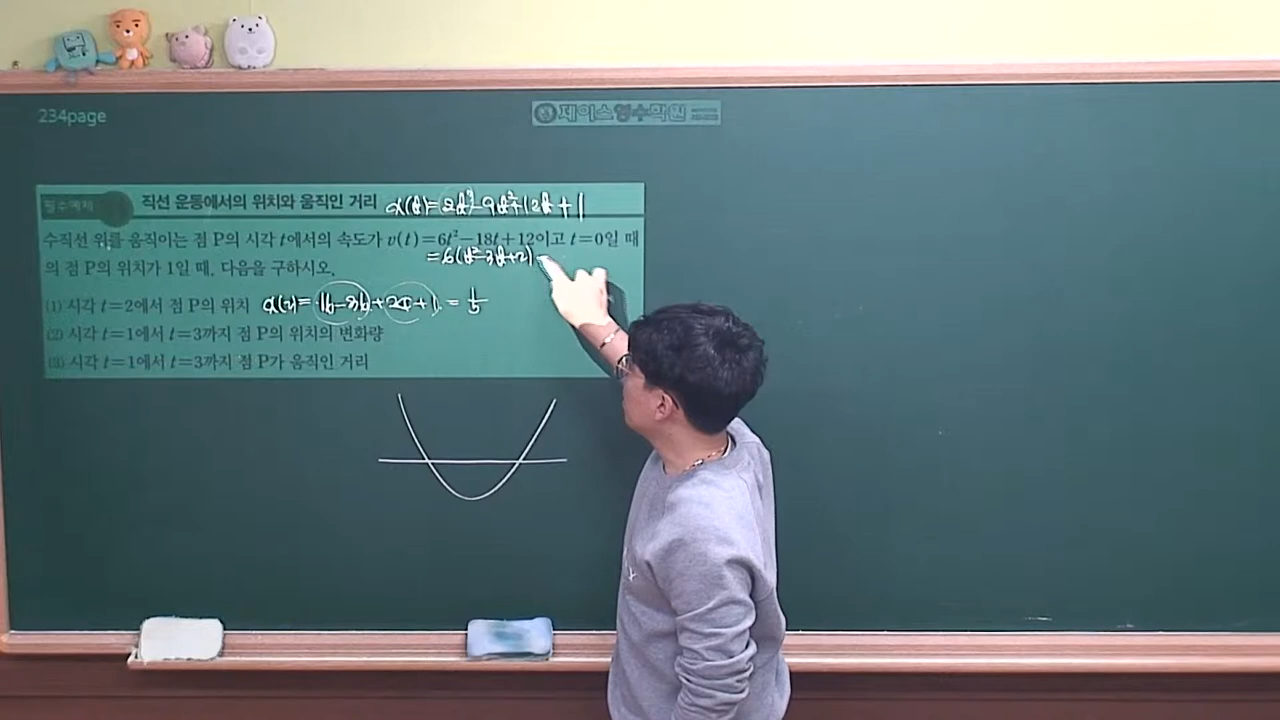 234page
제이스영수학원
필수예제
직선 운동에서의 위치와 움직인 거리
x(t)=2t³-9t²+12t+1
수직선 위를 움직이는 점 P의 시각 t에서의 속도가 v(t)=6t²-18t+12이고 t=0일 때
=6(t²-3t+2)=
의 점 P의 위치가 1일 때, 다음을 구하시오.
(1) 시각 t=2에서 점 P의 위치 x(2)=16-36+24+1=5
(2) 시각 t=1에서 t=3까지 점 P의 위치의 변화량
(3) 시각 t=1에서 t=3까지 점 P가 움직인 거리